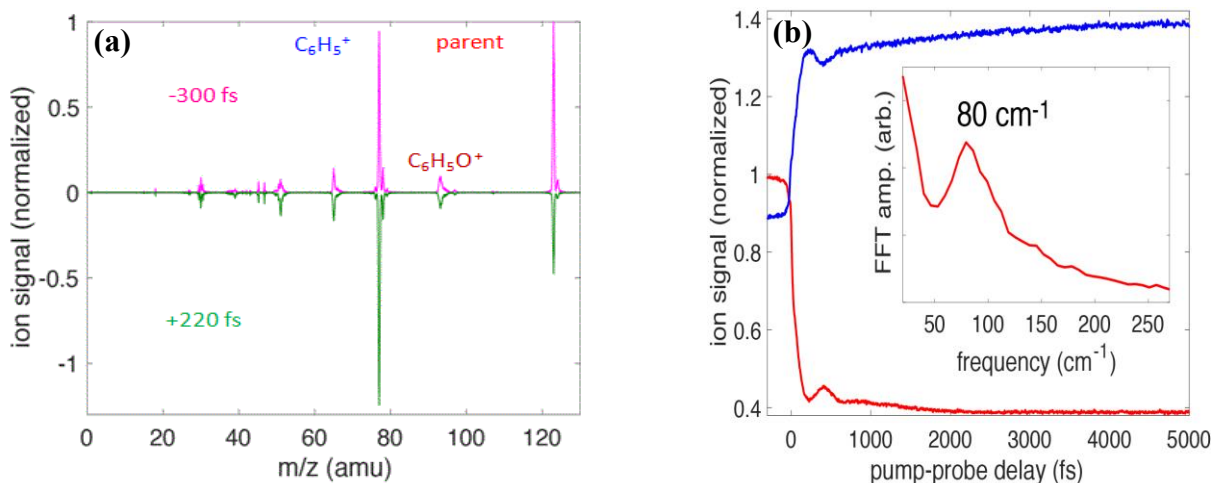 (a)
C₆H₅⁺
parent
-300 fs
C₆H₅O⁺
+220 fs
1
0.5
0
-0.5
-1
ion signal (normalized)
0 20 40 60 80 100 120
m/z (amu)
(b)
1.4
1.2
1
0.8
0.6
0.4
ion signal (normalized)
80 cm⁻¹
FFT amp. (arb.)
50 100 150 200 250
frequency (cm⁻¹)
0 1000 2000 3000 4000 5000
pump-probe delay (fs)